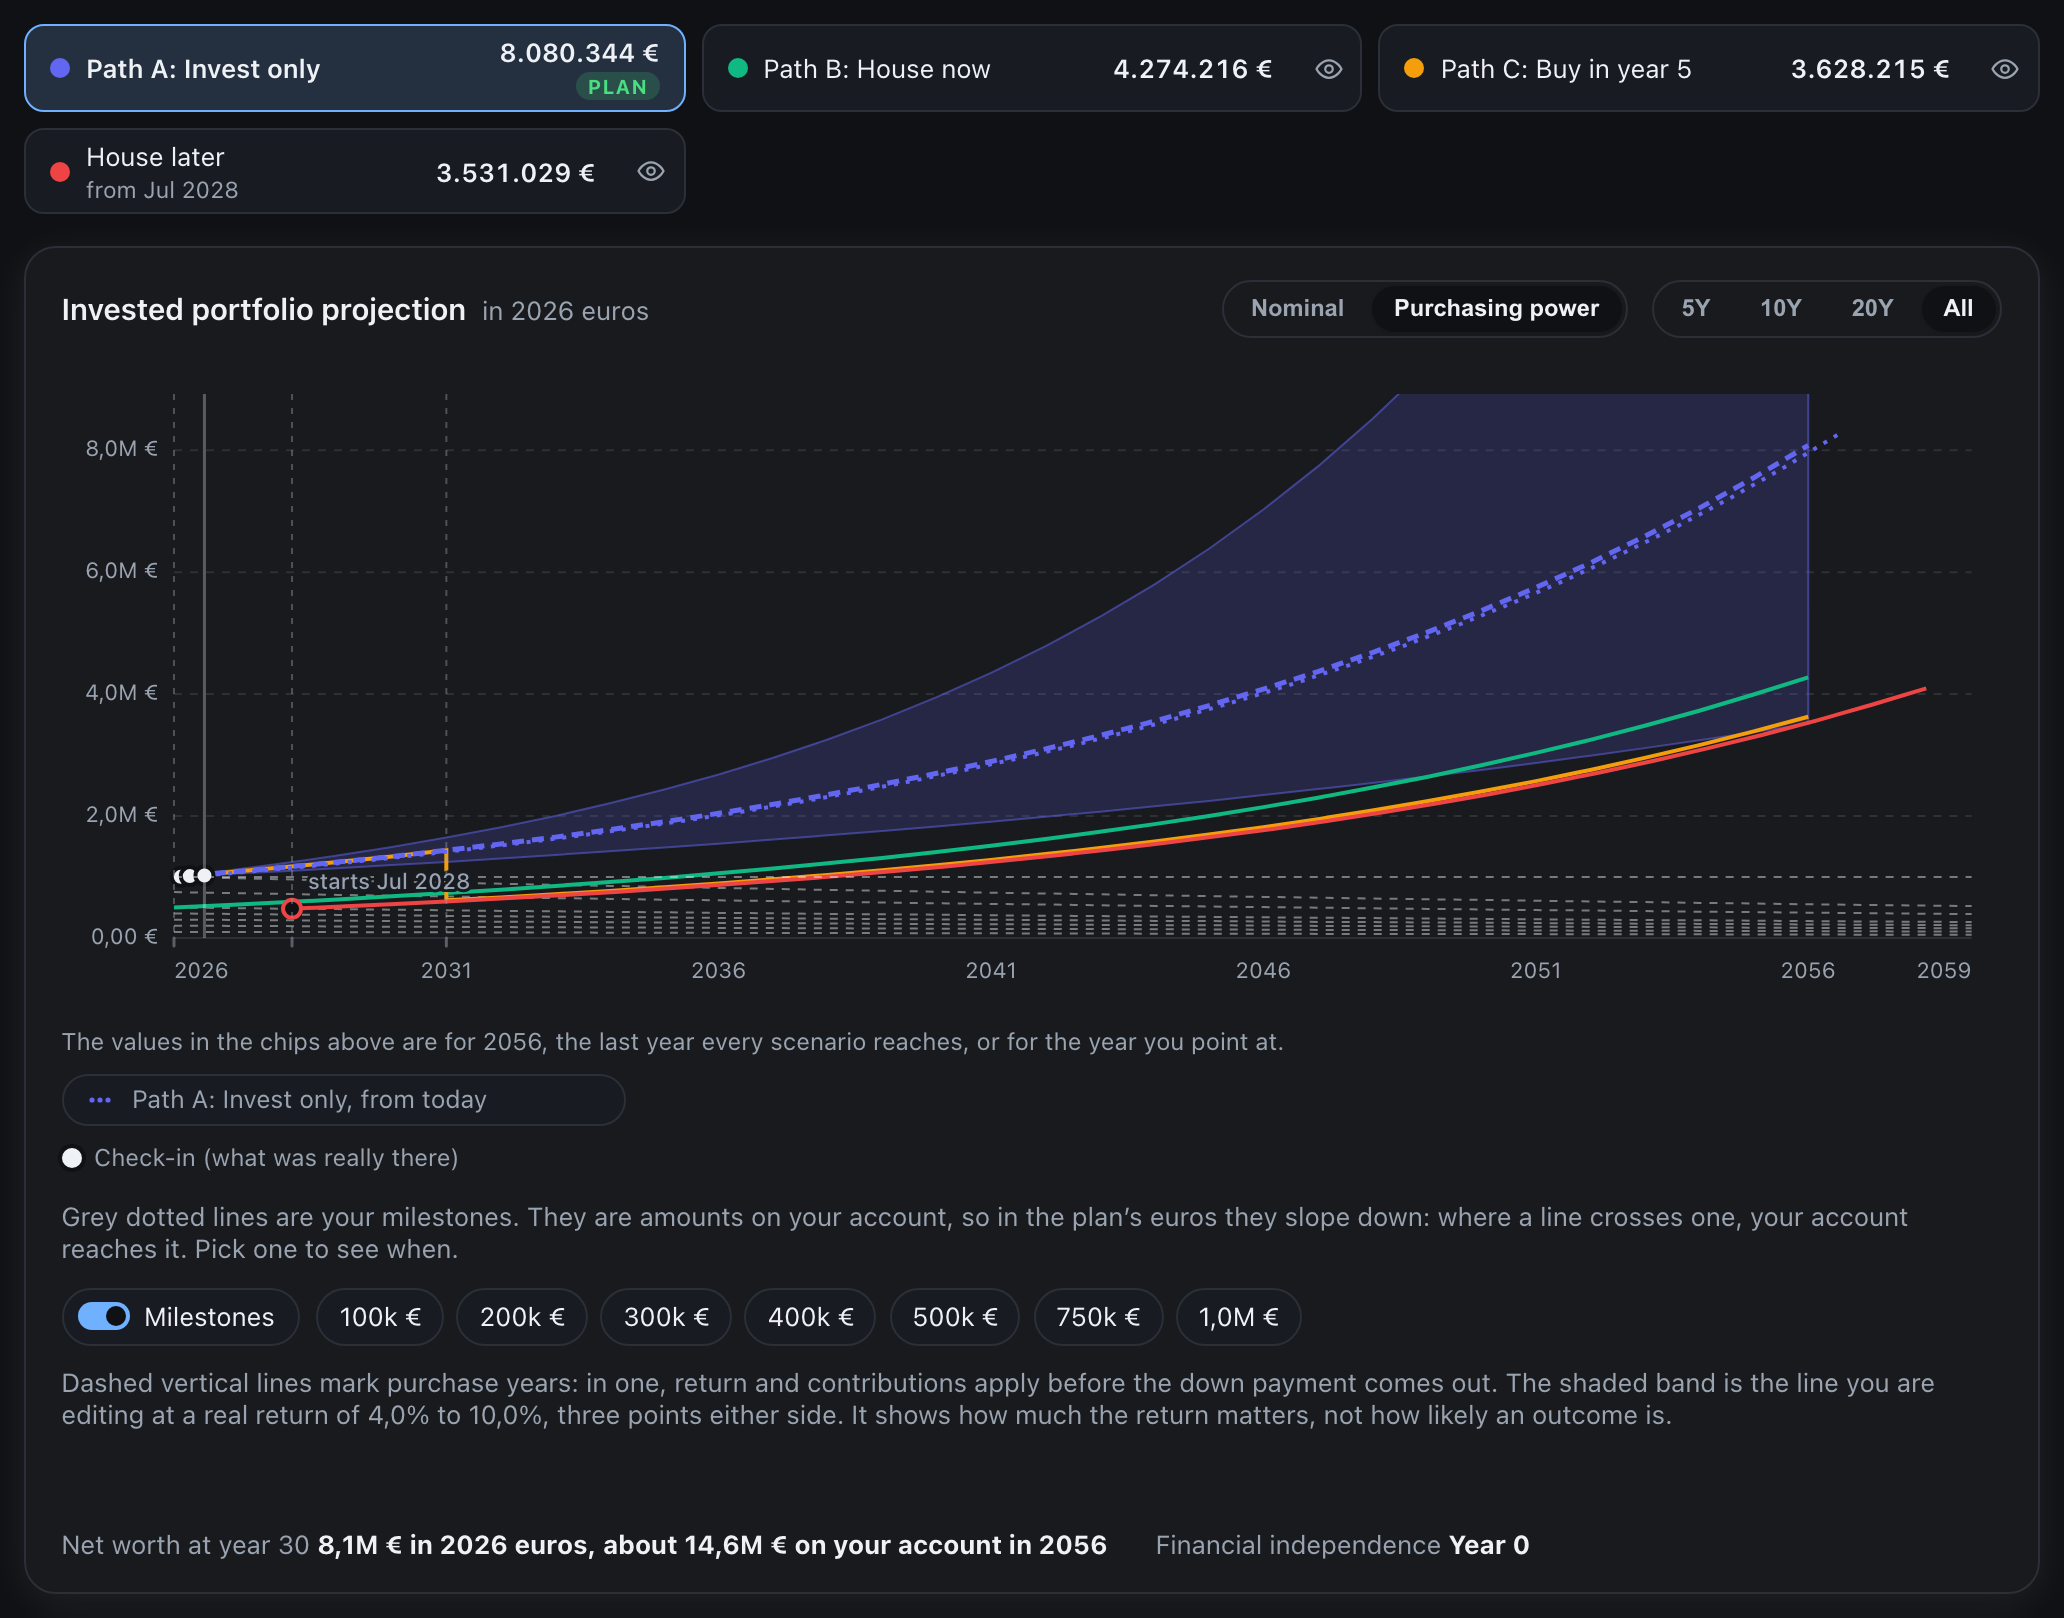 Path A: Invest only
8.080.344 €
PLAN
Path B: House now
4.274.216 €
Path C: Buy in year 5
3.628.215 €
House later
from Jul 2028
3.531.029 €
Invested portfolio projection in 2026 euros
Nominal
Purchasing power
5Y
10Y
20Y
All
8,0M €
6,0M €
4,0M €
2,0M €
0,00 €
starts Jul 2028
2026
2031
2036
2041
2046
2051
2056
2059
The values in the chips above are for 2056, the last year every scenario reaches, or for the year you point at.
Path A: Invest only, from today
Check-in (what was really there)
Grey dotted lines are your milestones. They are amounts on your account, so in the plan’s euros they slope down: where a line crosses one, your account
reaches it. Pick one to see when.
Milestones
100k €
200k €
300k €
400k €
500k €
750k €
1,0M €
Dashed vertical lines mark purchase years: in one, return and contributions apply before the down payment comes out. The shaded band is the line you are
editing at a real return of 4,0% to 10,0%, three points either side. It shows how much the return matters, not how likely an outcome is.
Net worth at year 30 8,1M € in 2026 euros, about 14,6M € on your account in 2056
Financial independence Year 0